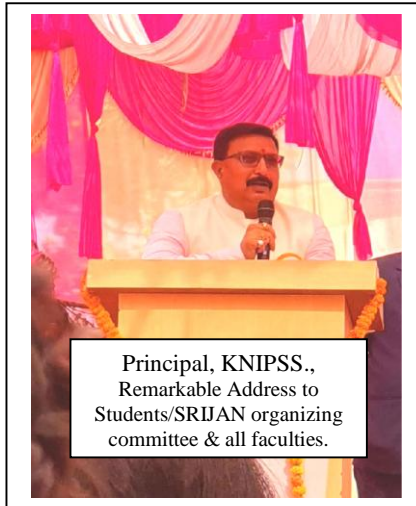 Principal, KNIPSS.,
Remarkable Address to
Students/SRIJAN organizing
committee & all faculties.